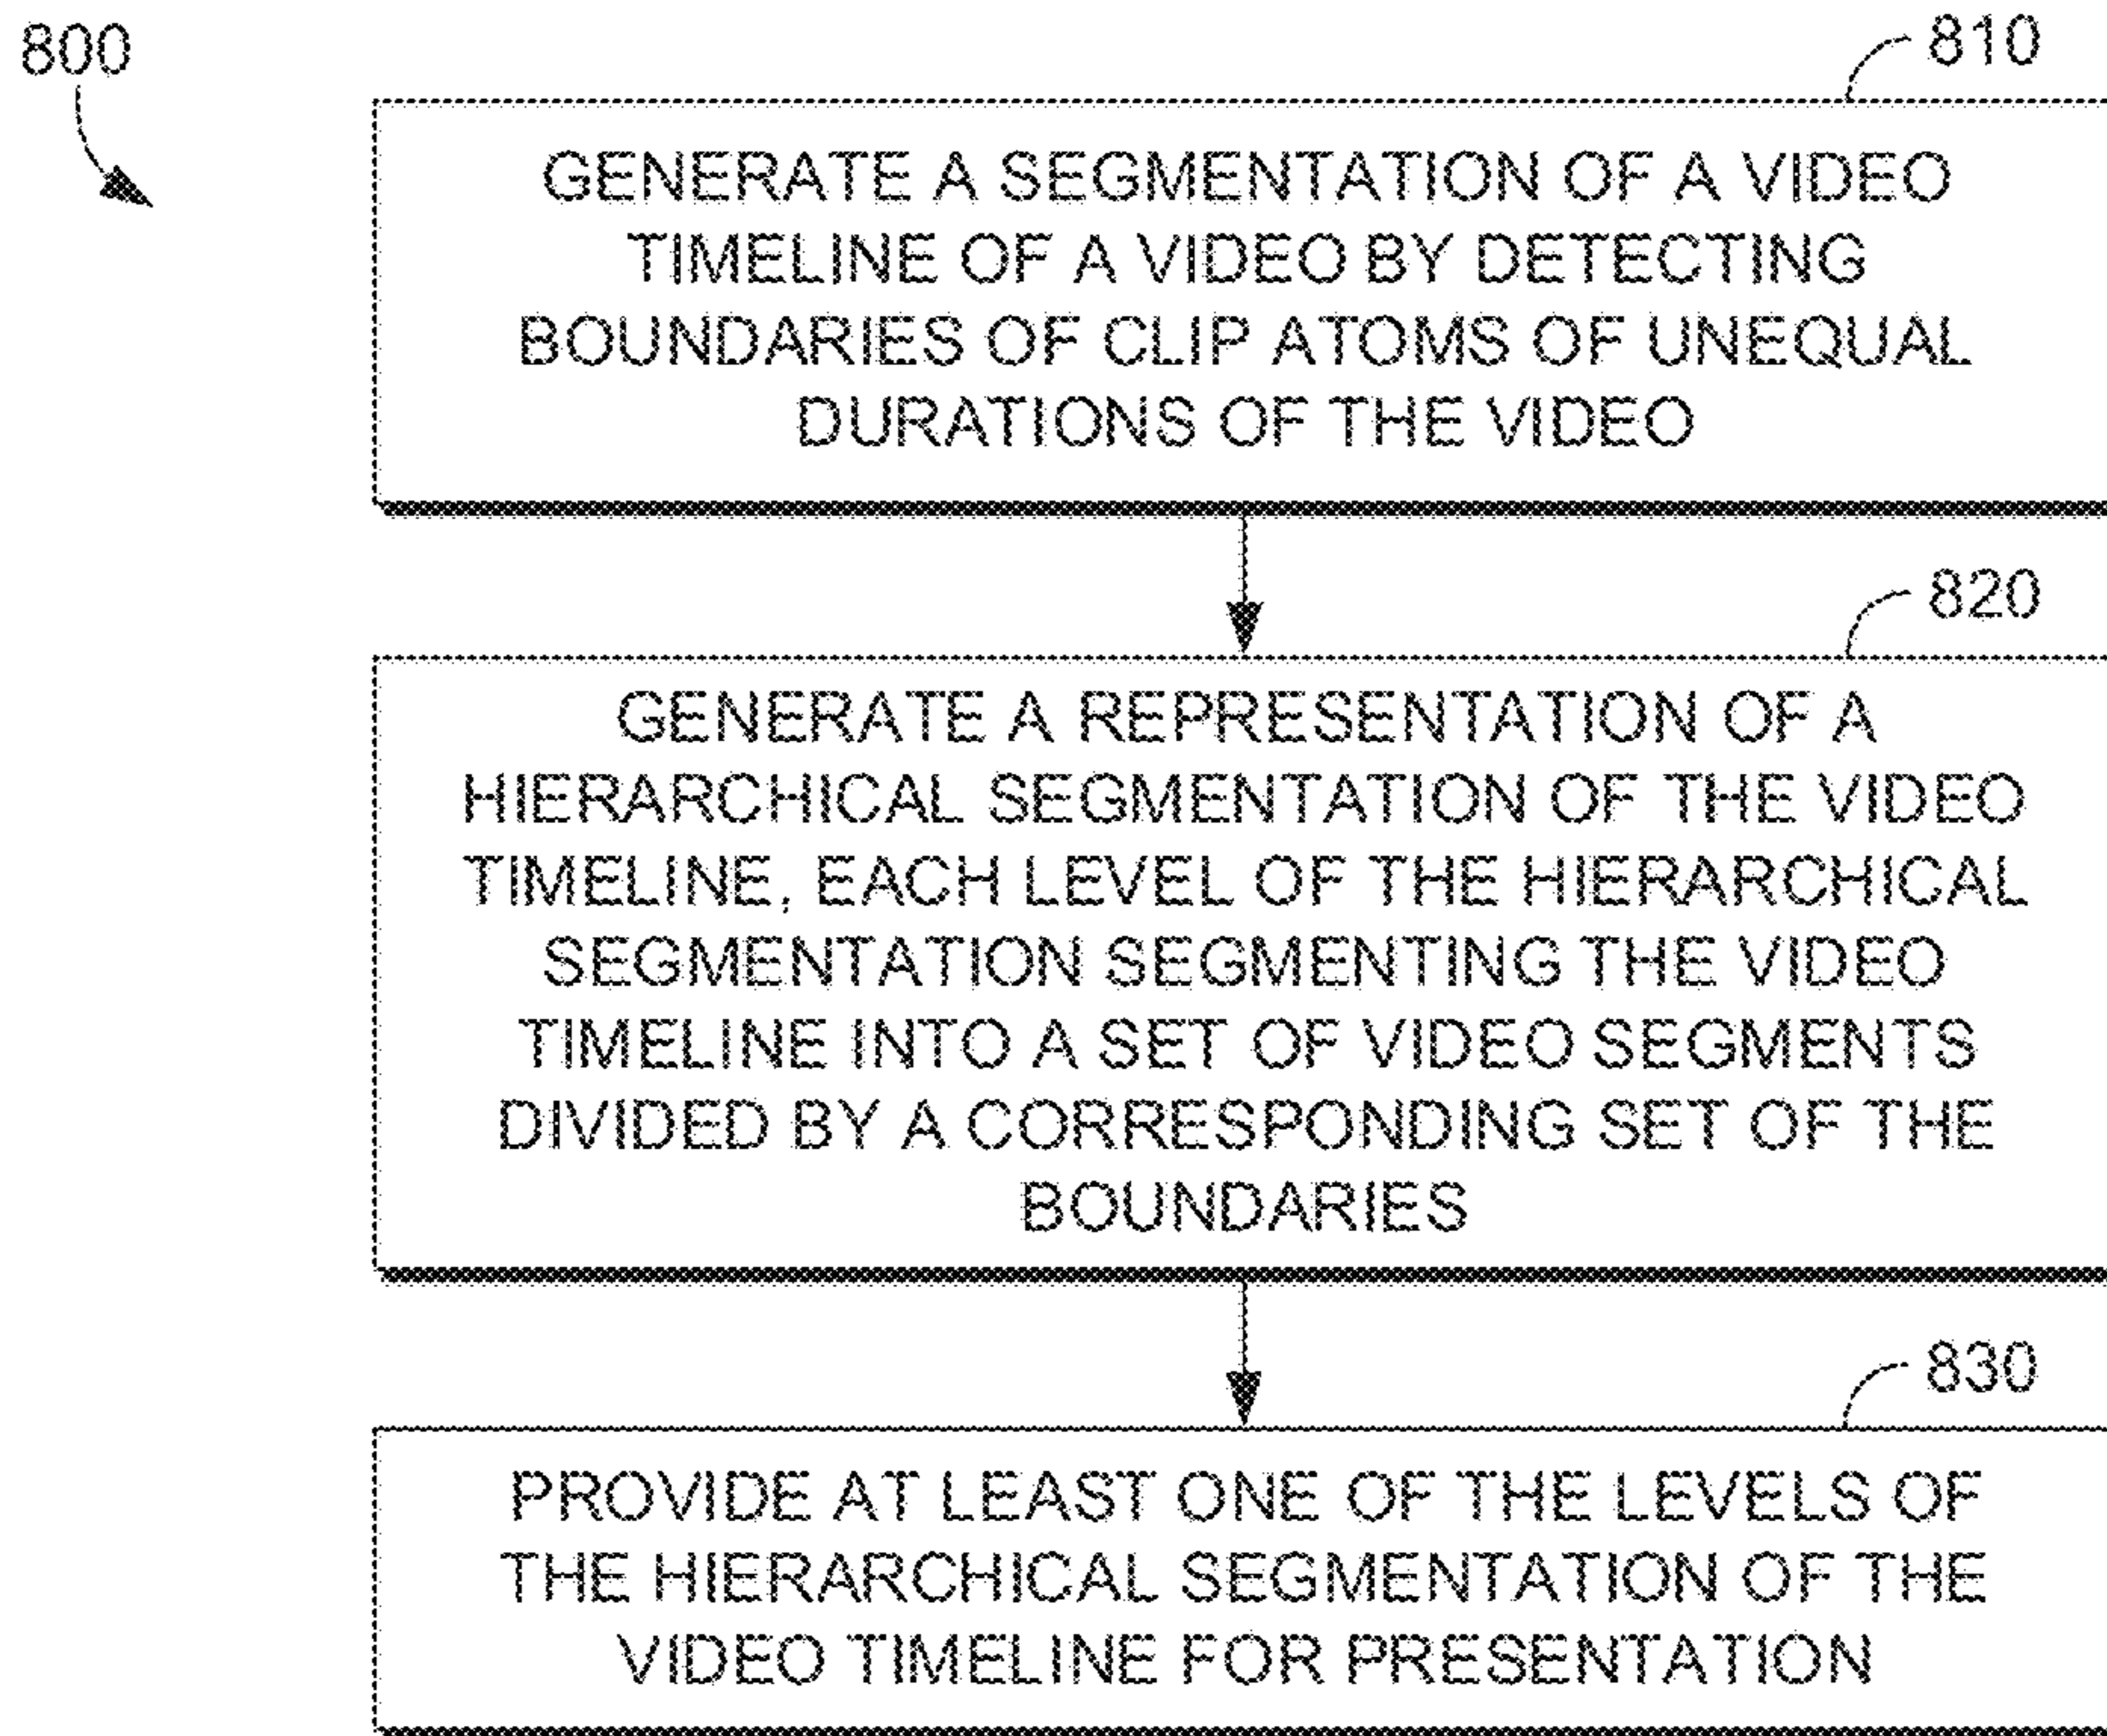 800
810
GENERATE A SEGMENTATION OF A VIDEO
TIMELINE OF A VIDEO BY DETECTING
BOUNDARIES OF CLIP ATOMS OF UNEQUAL
DURATIONS OF THE VIDEO
820
GENERATE A REPRESENTATION OF A
HIERARCHICAL SEGMENTATION OF THE VIDEO
TIMELINE, EACH LEVEL OF THE HIERARCHICAL
SEGMENTATION SEGMENTING THE VIDEO
TIMELINE INTO A SET OF VIDEO SEGMENTS
DIVIDED BY A CORRESPONDING SET OF THE
BOUNDARIES
830
PROVIDE AT LEAST ONE OF THE LEVELS OF
THE HIERARCHICAL SEGMENTATION OF THE
VIDEO TIMELINE FOR PRESENTATION